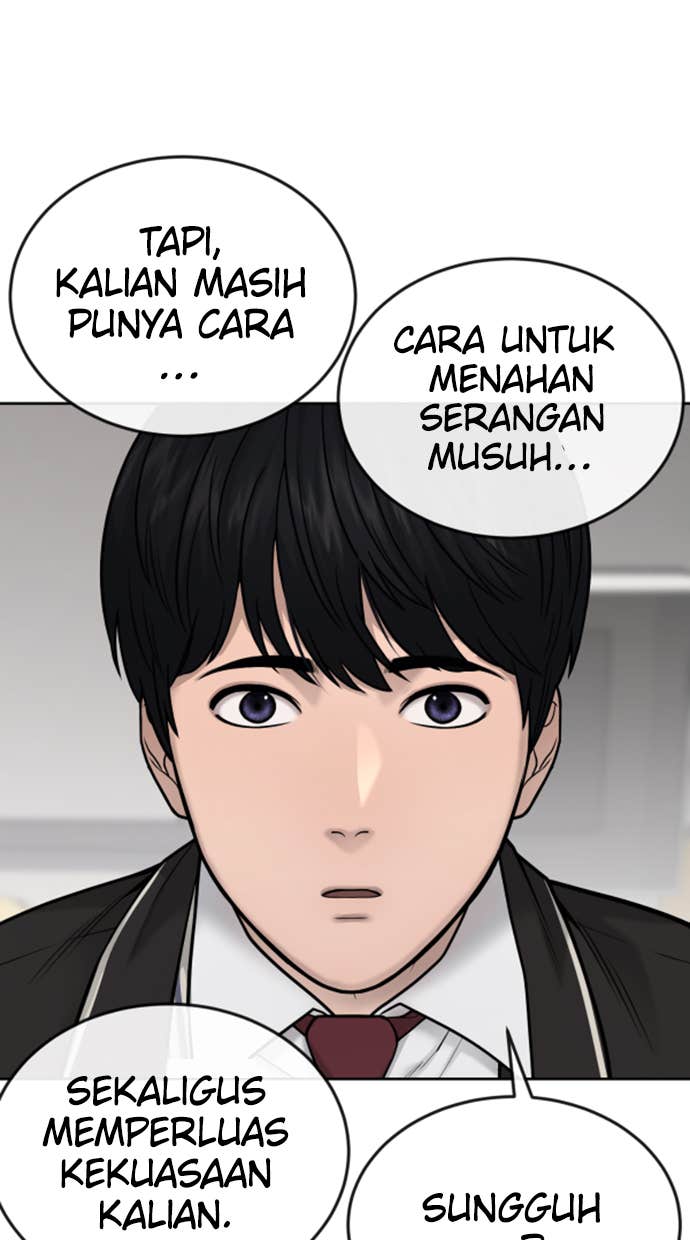 TAPI,
KALIAN MASIH
PUNYA CARA
...
CARA UNTUK
MENAHAN
SERANGAN
MUSUH...
SEKALIGUS
MEMPERLUAS
KEKUASAAN
KALIAN.
SUNGGUH